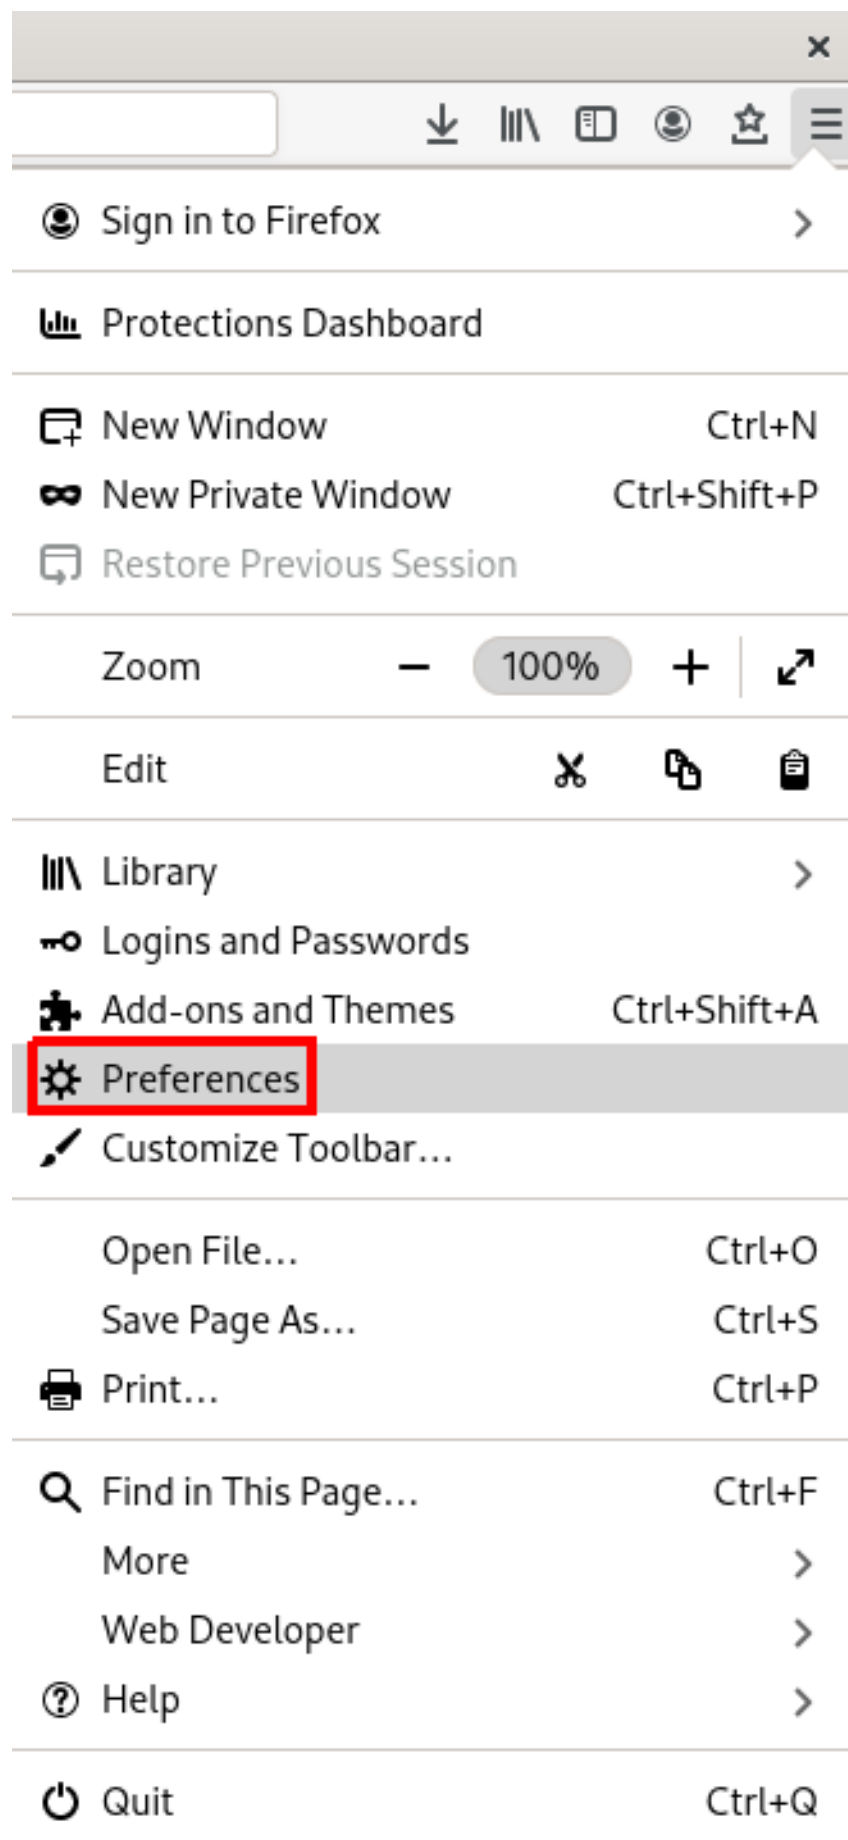 Sign in to Firefox
Protections Dashboard
New Window Ctrl+N
New Private Window Ctrl+Shift+P
Restore Previous Session
Zoom 100%
Edit
Library
Logins and Passwords
Add-ons and Themes Ctrl+Shift+A
Preferences
Customize Toolbar...
Open File... Ctrl+O
Save Page As... Ctrl+S
Print... Ctrl+P
Find in This Page... Ctrl+F
More
Web Developer
Help
Quit Ctrl+Q